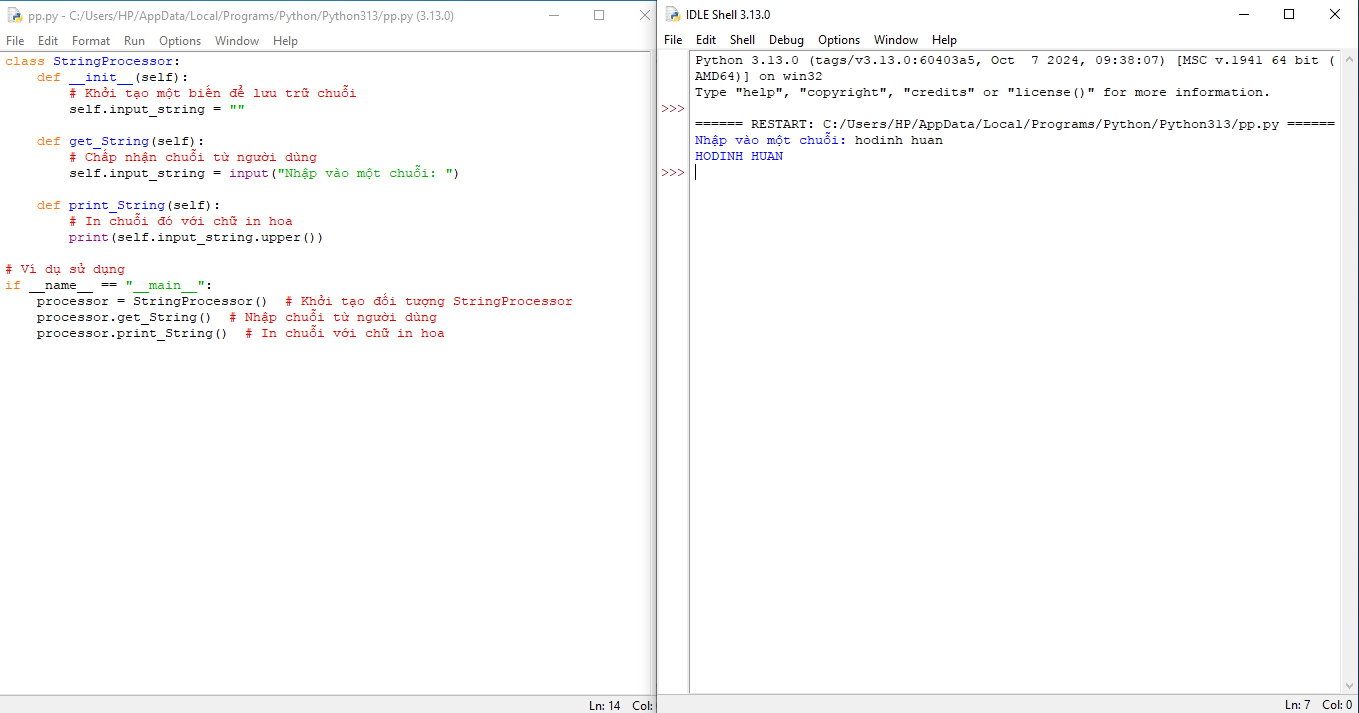 pp.py - C:/Users/HP/AppData/Local/Programs/Python/Python313/pp.py (3.13.0)
File Edit Format Run Options Window Help
class StringProcessor:
    def __init__(self):
        # Khởi tạo một biến để lưu trữ chuỗi
        self.input_string = ""

    def get_String(self):
        # Chấp nhận chuỗi từ người dùng
        self.input_string = input("Nhập vào một chuỗi: ")

    def print_String(self):
        # In chuỗi đó với chữ in hoa
        print(self.input_string.upper())

# Ví dụ sử dụng
if __name__ == "__main__":
    processor = StringProcessor()  # Khởi tạo đối tượng StringProcessor
    processor.get_String()  # Nhập chuỗi từ người dùng
    processor.print_String()  # In chuỗi với chữ in hoa
Ln: 14 Col:
IDLE Shell 3.13.0
File Edit Shell Debug Options Window Help
Python 3.13.0 (tags/v3.13.0:60403a5, Oct  7 2024, 09:38:07) [MSC v.1941 64 bit (
AMD64)] on win32
Type "help", "copyright", "credits" or "license()" for more information.
>>>
====== RESTART: C:/Users/HP/AppData/Local/Programs/Python/Python313/pp.py ======
Nhập vào một chuỗi: hodinh huan
HODINH HUAN
>>>
Ln: 7 Col: 0